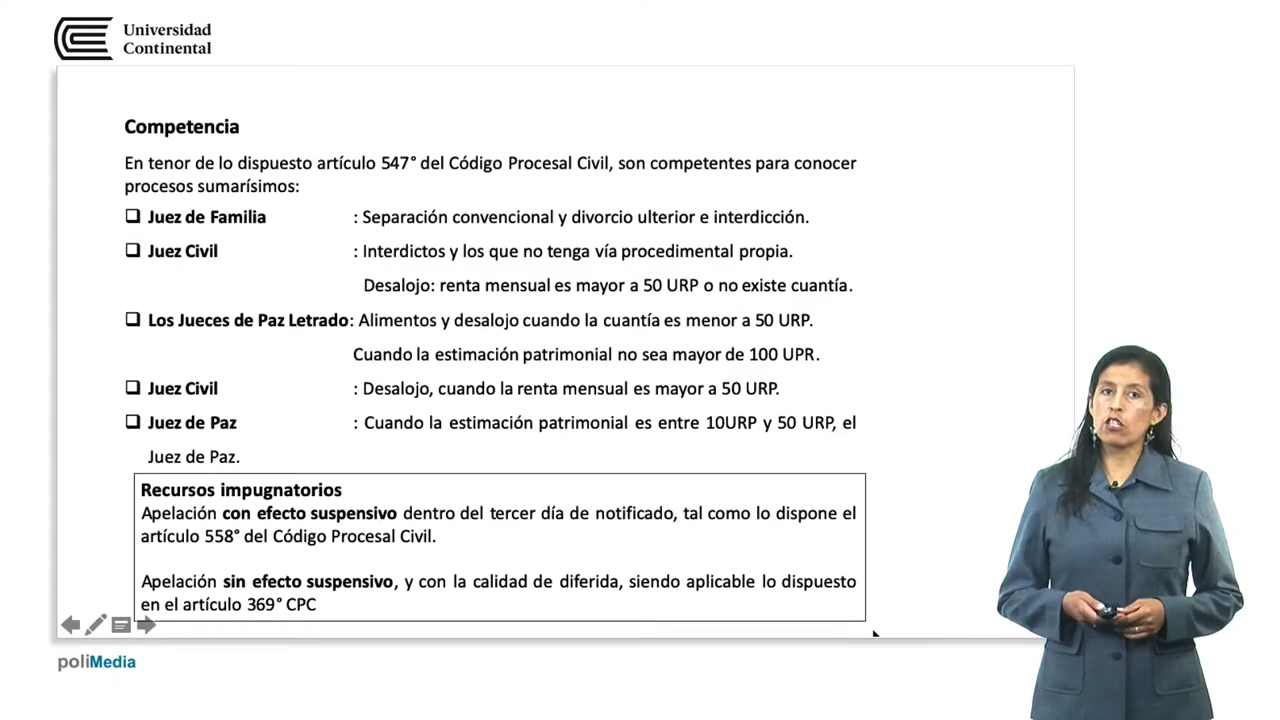 Universidad
Continental
Competencia
En tenor de lo dispuesto artículo 547° del Código Procesal Civil, son competentes para conocer
procesos sumarísimos:
Juez de Familia : Separación convencional y divorcio ulterior e interdicción.
Juez Civil : Interdictos y los que no tenga vía procedimental propia.
Desalojo: renta mensual es mayor a 50 URP o no existe cuantía.
Los Jueces de Paz Letrado: Alimentos y desalojo cuando la cuantía es menor a 50 URP.
Cuando la estimación patrimonial no sea mayor de 100 UPR.
Juez Civil : Desalojo, cuando la renta mensual es mayor a 50 URP.
Juez de Paz : Cuando la estimación patrimonial es entre 10URP y 50 URP, el
Juez de Paz.
Recursos impugnatorios
Apelación con efecto suspensivo dentro del tercer día de notificado, tal como lo dispone el
artículo 558° del Código Procesal Civil.
Apelación sin efecto suspensivo, y con la calidad de diferida, siendo aplicable lo dispuesto
en el artículo 369° CPC
poliMedia